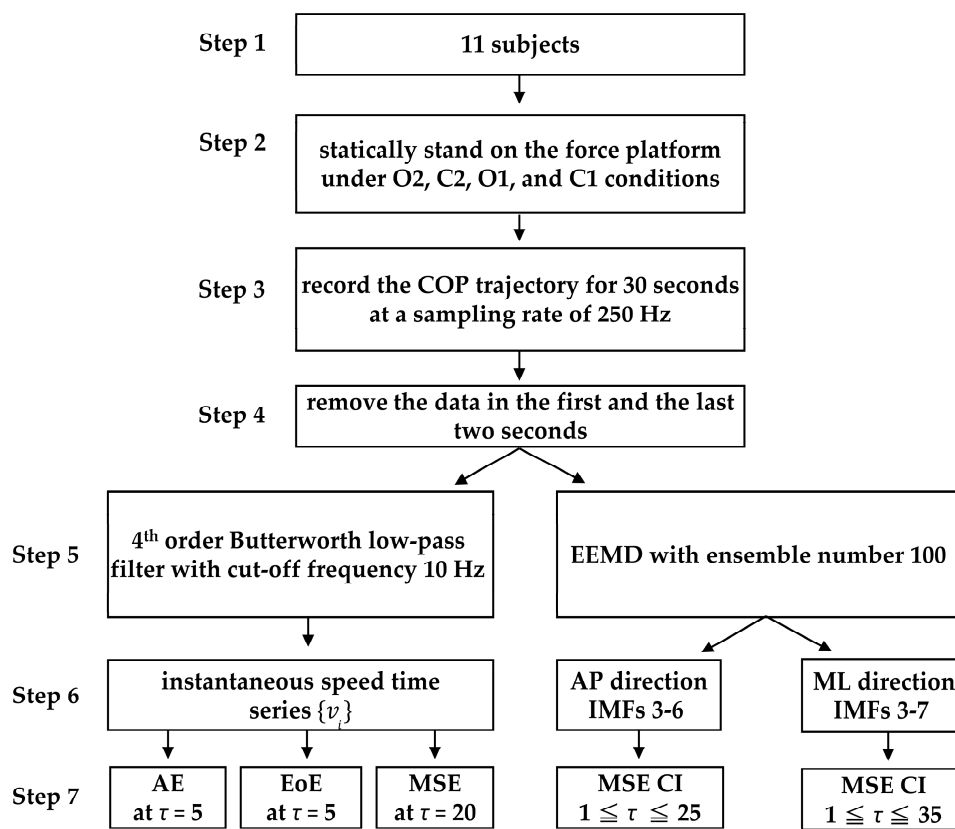 Step 1
11 subjects
Step 2
statically stand on the force platform
under O2, C2, O1, and C1 conditions
Step 3
record the COP trajectory for 30 seconds
at a sampling rate of 250 Hz
Step 4
remove the data in the first and the last
two seconds
Step 5
4th order Butterworth low-pass
filter with cut-off frequency 10 Hz
EEMD with ensemble number 100
Step 6
instantaneous speed time
series {v_i}
AP direction
IMFs 3-6
ML direction
IMFs 3-7
Step 7
AE
at τ = 5
EoE
at τ = 5
MSE
at τ = 20
MSE CI
1 ≦ τ ≦ 25
MSE CI
1 ≦ τ ≦ 35